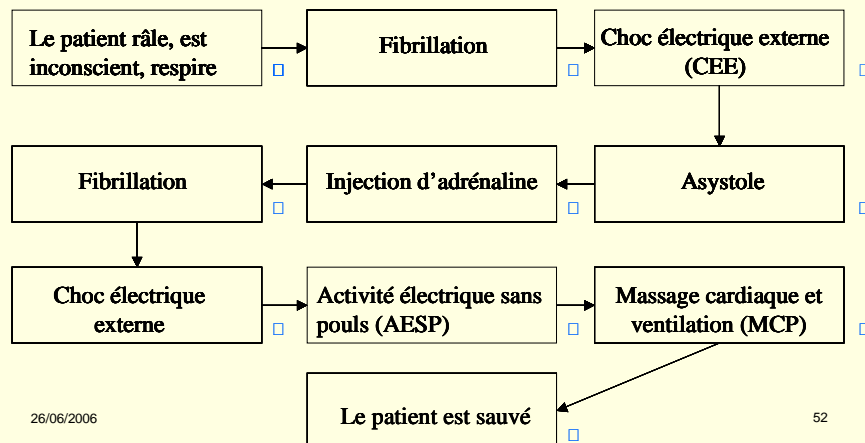 Le patient râle, est
inconscient, respire
Fibrillation
Choc électrique externe
(CEE)
Fibrillation
Injection d'adrénaline
Asystole
Choc électrique
externe
Activité électrique sans
pouls (AESP)
Massage cardiaque et
ventilation (MCP)
Le patient est sauvé
26/06/2006
52